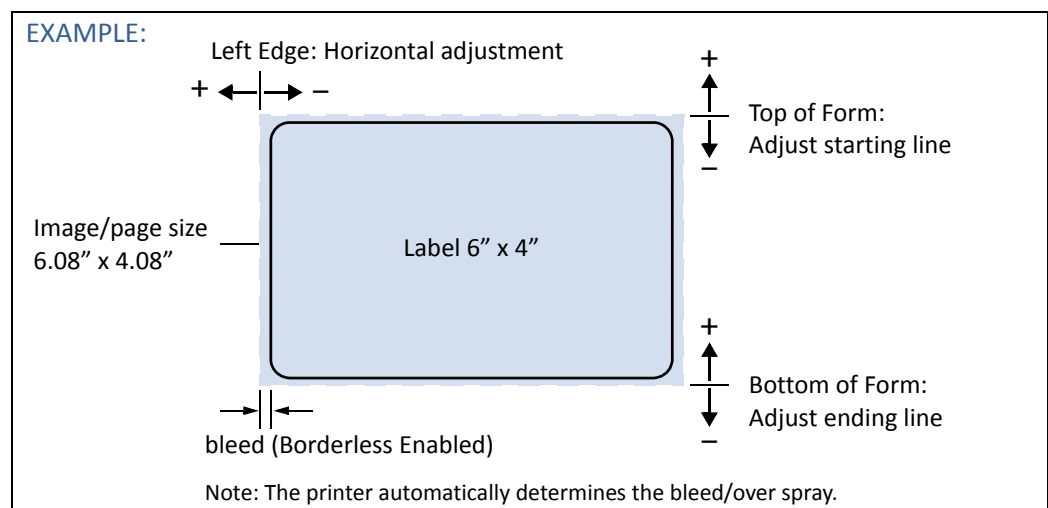 EXAMPLE:
Left Edge: Horizontal adjustment
+ –
+
Top of Form:
Adjust starting line
–
Image/page size
6.08” x 4.08”
Label 6” x 4”
+
Bottom of Form:
Adjust ending line
–
bleed (Borderless Enabled)
Note: The printer automatically determines the bleed/over spray.